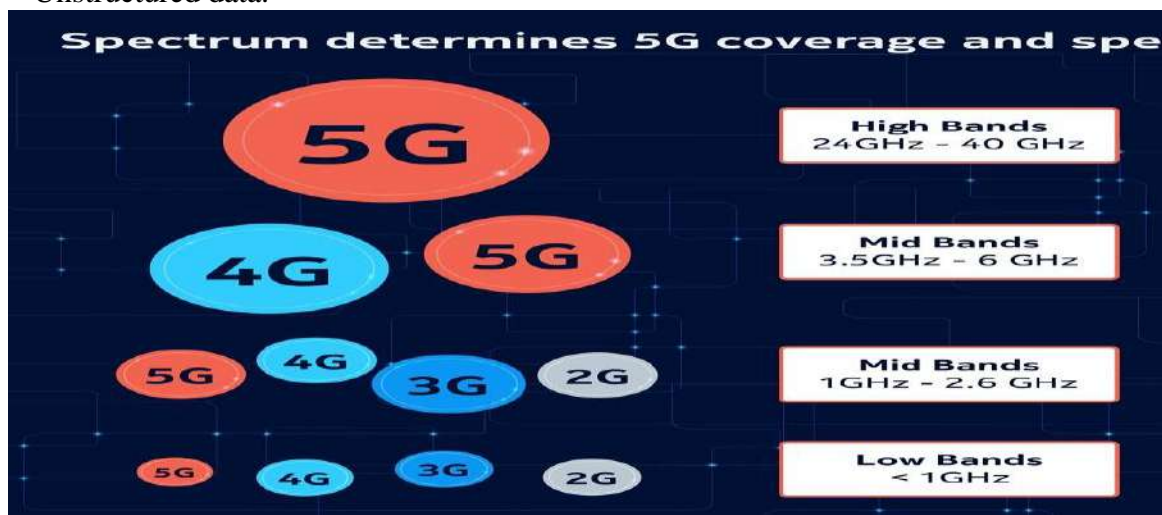 Unstructured data.
Spectrum determines 5G coverage and spe
5G
High Bands
24GHz - 40 GHz
4G
5G
Mid Bands
3.5GHz - 6 GHz
5G
4G
3G
2G
Mid Bands
1GHz - 2.6 GHz
5G
4G
3G
2G
Low Bands
< 1GHz